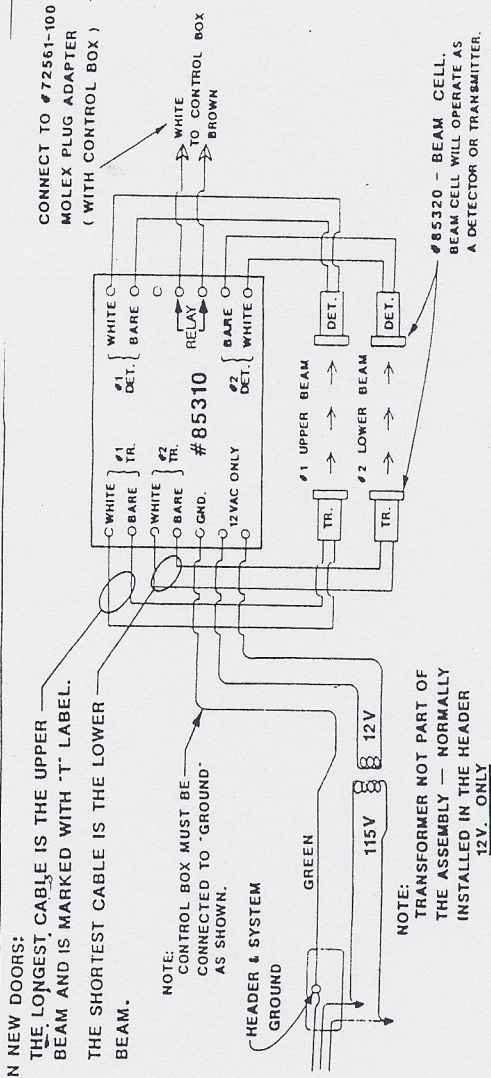 N NEW DOORS:
THE LONGEST CABLE IS THE UPPER
BEAM AND IS MARKED WITH "T" LABEL.
THE SHORTEST CABLE IS THE LOWER
BEAM.
NOTE:
CONTROL BOX MUST BE
CONNECTED TO "GROUND"
AS SHOWN.
HEADER & SYSTEM
GROUND
GREEN
115V
12V
NOTE:
TRANSFORMER NOT PART OF
THE ASSEMBLY — NORMALLY
INSTALLED IN THE HEADER
12V. ONLY
WHITE
BARE
#1
TR.
WHITE
BARE
#2
TR.
GND.
12VAC ONLY
#85310
WHITE
BARE
#1
DET.
RELAY
BARE
WHITE
#2
DET.
CONNECT TO #72561-100
MOLEX PLUG ADAPTER
( WITH CONTROL BOX )
WHITE
TO CONTROL BOX
BROWN
TR.
#1 UPPER BEAM
DET.
TR.
#2 LOWER BEAM
DET.
#85320 - BEAM CELL.
BEAM CELL WILL OPERATE AS
A DETECTOR OR TRANSMITTER.